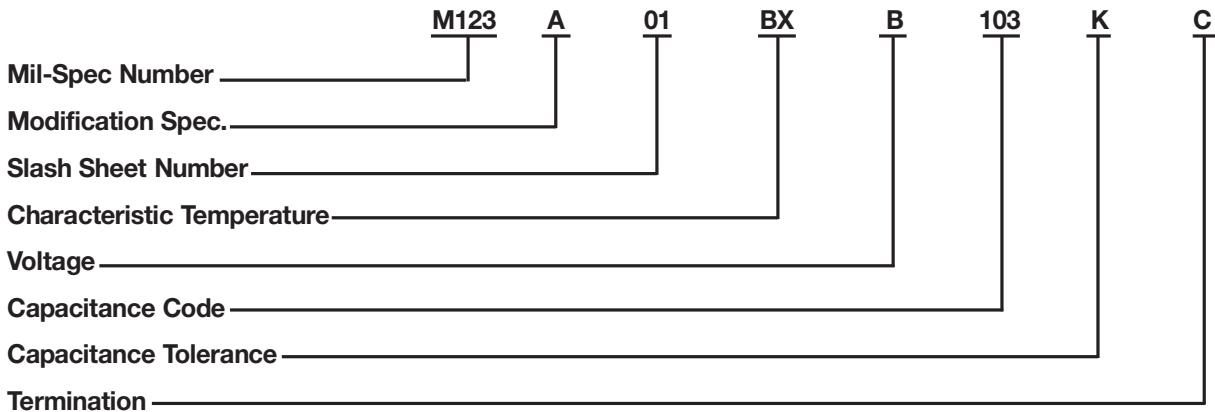 M123 A 01 BX B 103 K C
Mil-Spec Number
Modification Spec.
Slash Sheet Number
Characteristic Temperature
Voltage
Capacitance Code
Capacitance Tolerance
Termination